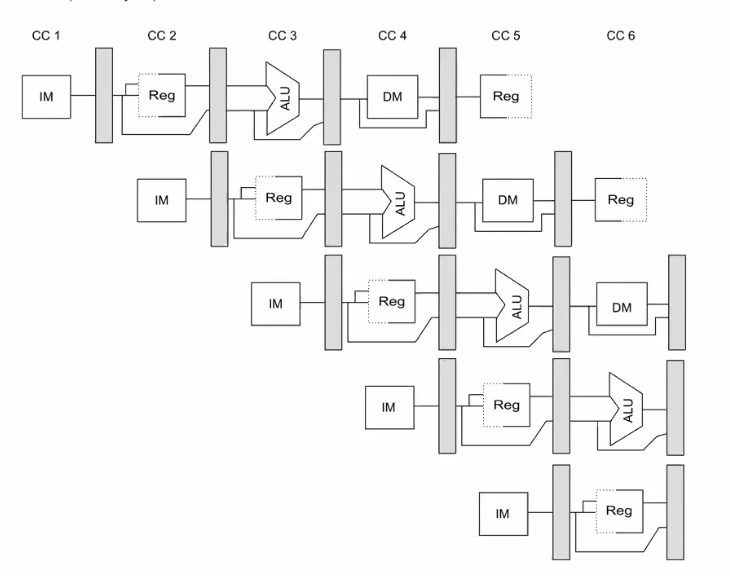 CC 1 CC 2 CC 3 CC 4 CC 5 CC 6
IM Reg ALU DM Reg
IM Reg ALU DM Reg
IM Reg ALU DM
IM Reg ALU
IM Reg